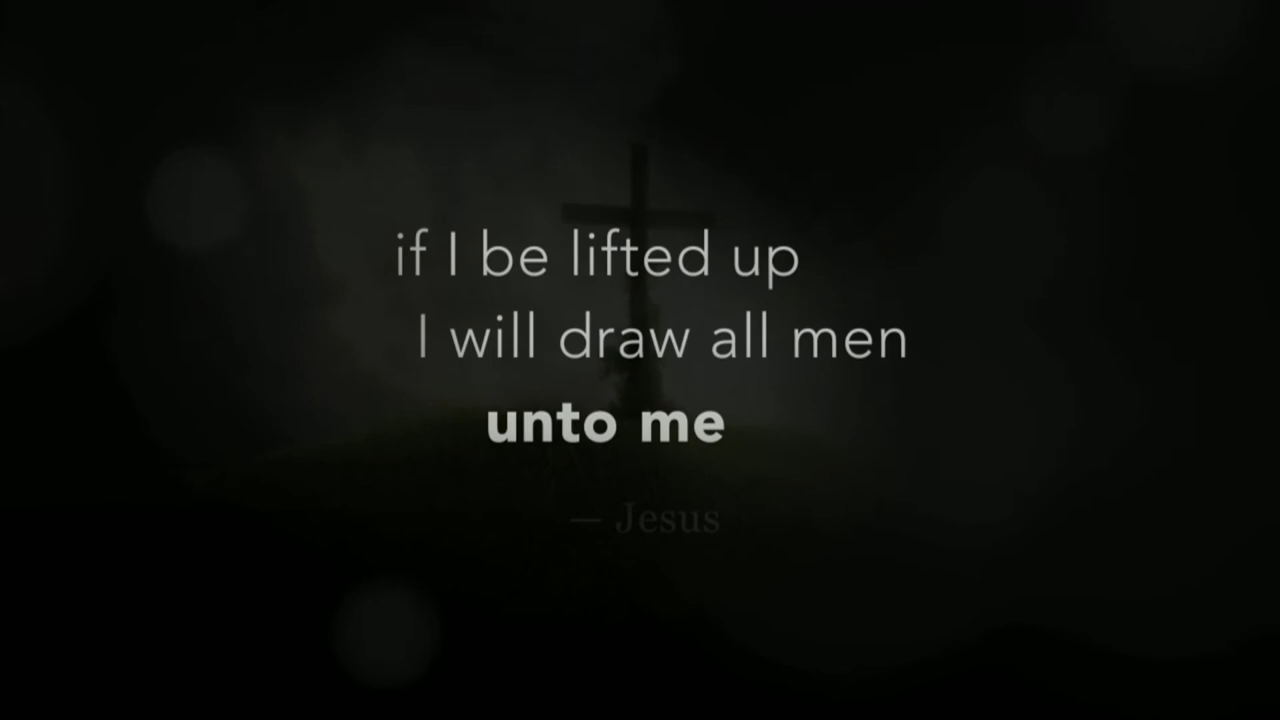 if I be lifted up
I will draw all men
unto me
— Jesus